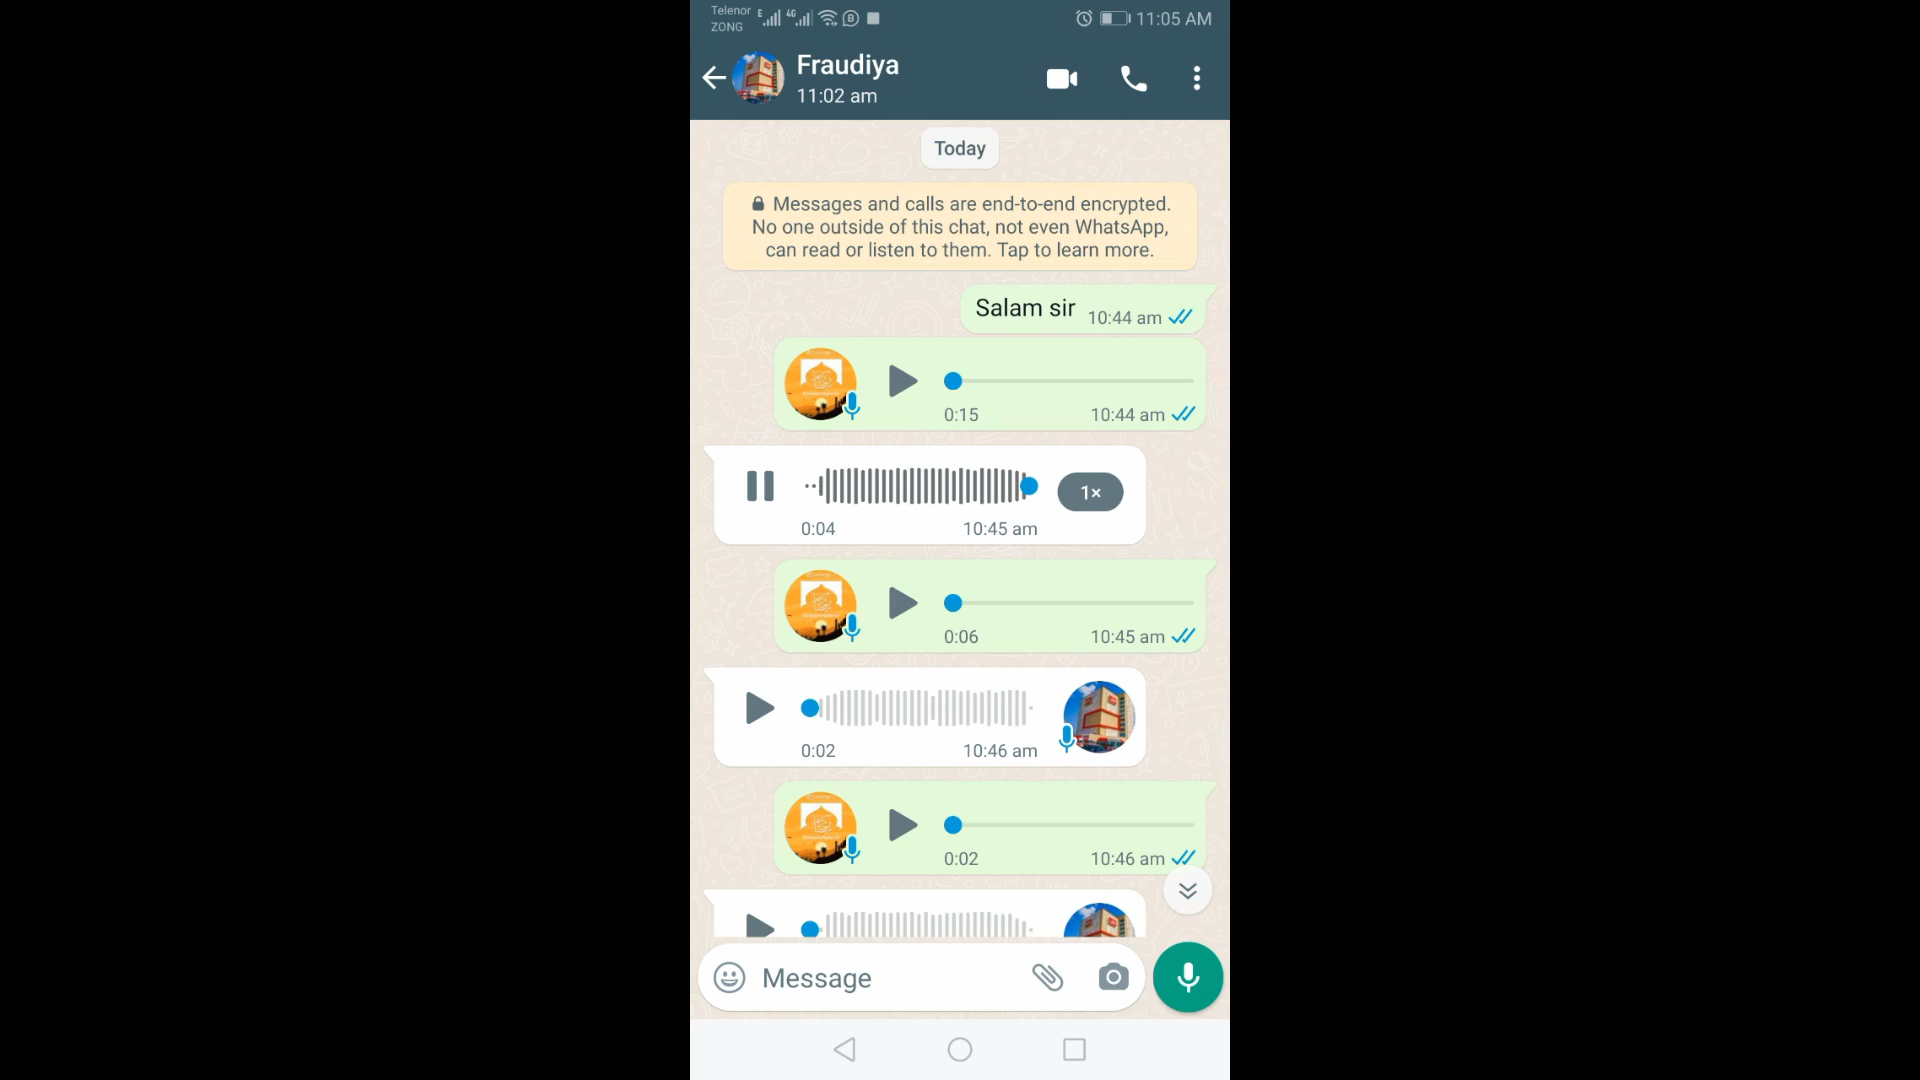 Telenor
ZONG
E
4G
11:05 AM
Fraudiya
11:02 am
Today
Messages and calls are end-to-end encrypted.
No one outside of this chat, not even WhatsApp,
can read or listen to them. Tap to learn more.
Salam sir 10:44 am
0:15 10:44 am
1×
0:04 10:45 am
0:06 10:45 am
0:02 10:46 am
0:02 10:46 am
Message